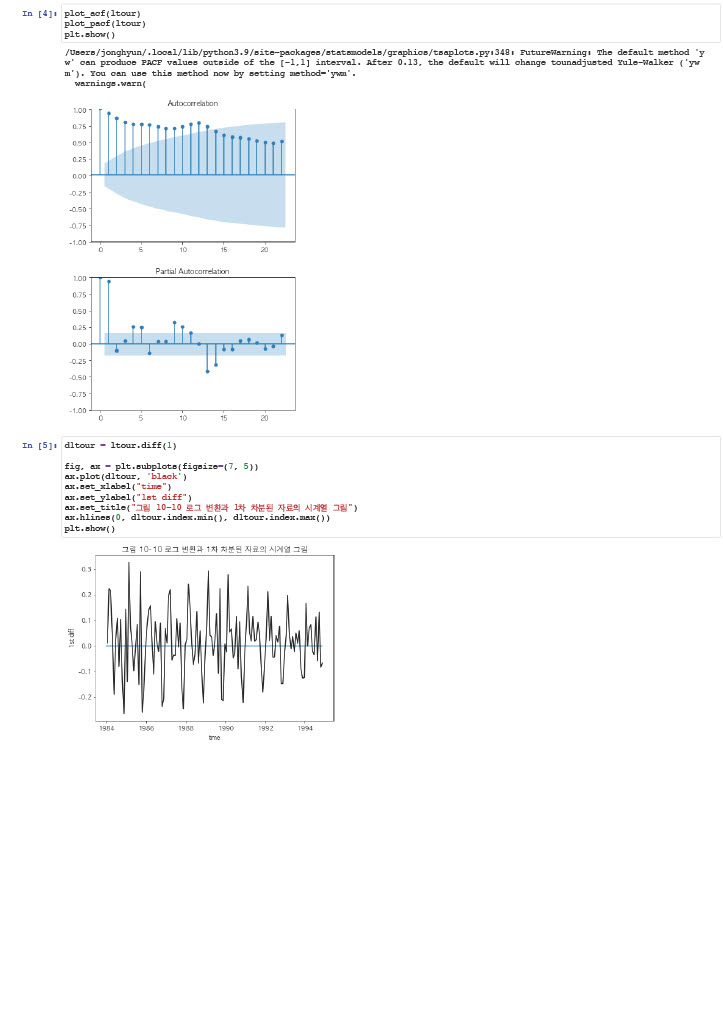 In [4]: plot_acf(ltour)
plot_pacf(ltour)
plt.show()
/Users/jonghyun/.local/lib/python3.9/site-packages/statsmodels/graphics/tsaplots.py:348: FutureWarning: The default method 'y
w' can produce PACF values outside of the [-1,1] interval. After 0.13, the default will change tounadjusted Yule-Walker ('yw
m'). You can use this method now by setting method='ywm'.
warnings.warn(
Autocorrelation
1.00
0.75
0.50
0.25
0.00
-0.25
-0.50
-0.75
-1.00
0 5 10 15 20
Partial Autocorrelation
1.00
0.75
0.50
0.25
0.00
-0.25
-0.50
-0.75
-1.00
0 5 10 15 20
In [5]: dltour = ltour.diff(1)
fig, ax = plt.subplots(figsize=(7, 5))
ax.plot(dltour, 'black')
ax.set_xlabel("time")
ax.set_ylabel("1st diff")
ax.set_title("그림 10-10 로그 변환과 1차 차분된 자료의 시계열 그림")
ax.hlines(0, dltour.index.min(), dltour.index.max())
plt.show()
그림 10-10 로그 변환과 1차 차분된 자료의 시계열 그림
0.3
0.2
0.1
0.0
-0.1
-0.2
1st diff
1984 1986 1988 1990 1992 1994
time